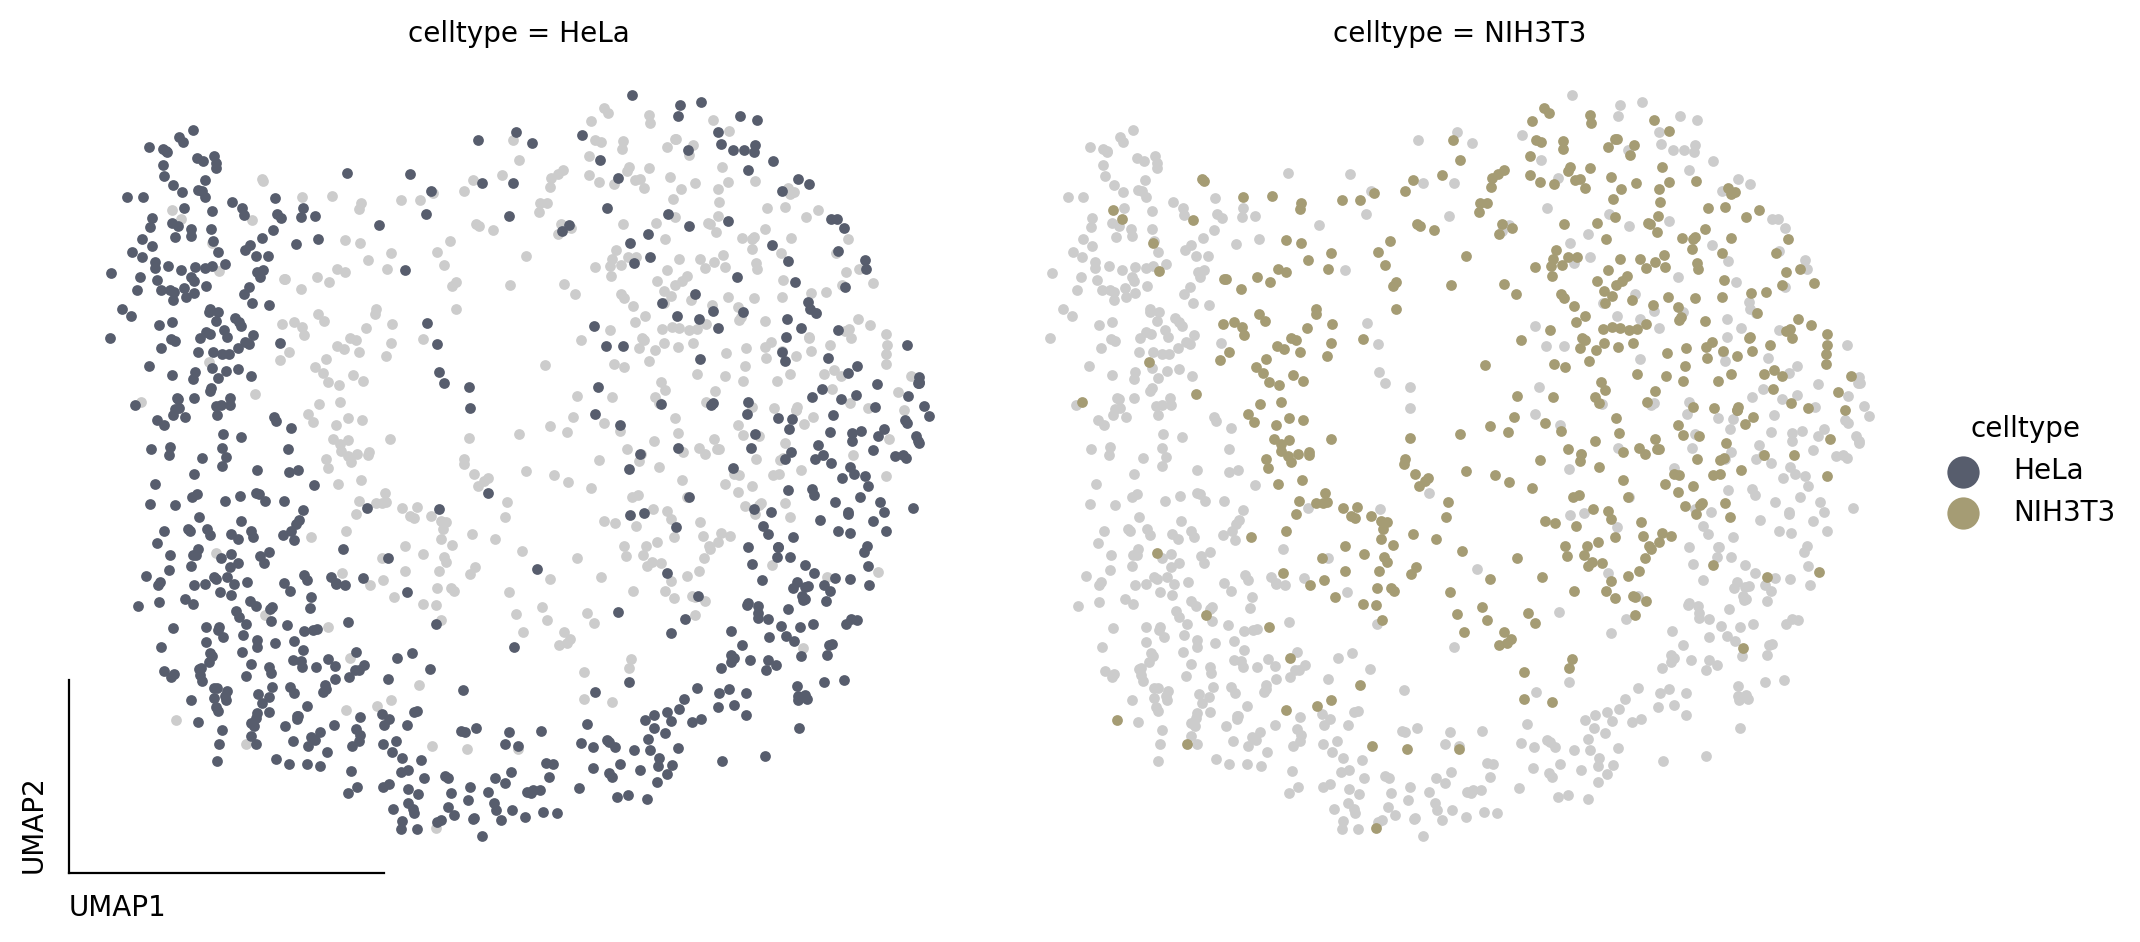 celltype = HeLa
celltype = NIH3T3
celltype
HeLa
NIH3T3
UMAP2
UMAP1